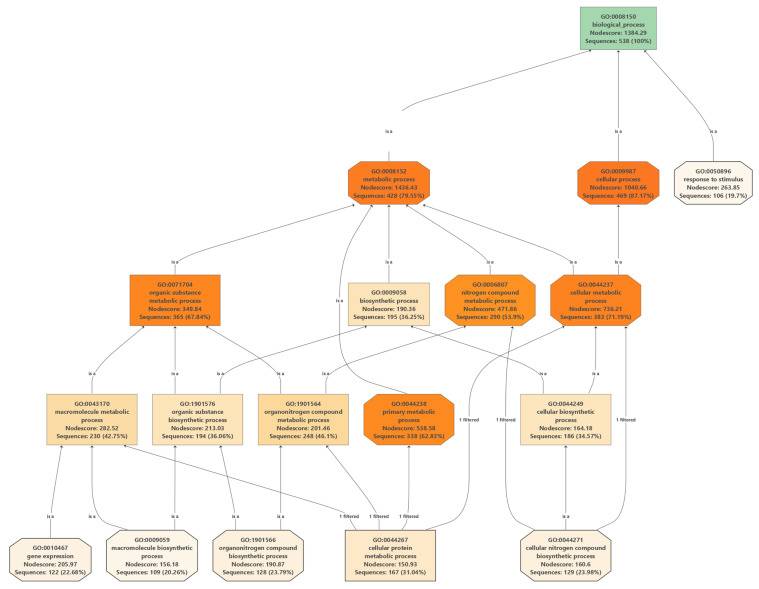 GO:0008150
biological_process
Nodescore: 1384.29
Sequences: 538 (100%)
is a
is a
is a
GO:0008152
metabolic process
Nodescore: 1436.43
Sequences: 428 (79.55%)
GO:0009987
cellular process
Nodescore: 1040.66
Sequences: 469 (87.17%)
GO:0050896
response to stimulus
Nodescore: 263.85
Sequences: 106 (19.7%)
is a
is a
is a
is a
is a
is a
GO:0071704
organic substance
metabolic process
Nodescore: 349.84
Sequences: 365 (67.84%)
GO:0009058
biosynthetic process
Nodescore: 190.36
Sequences: 195 (36.25%)
GO:0006807
nitrogen compound
metabolic process
Nodescore: 471.86
Sequences: 290 (53.9%)
GO:0044237
cellular metabolic
process
Nodescore: 738.21
Sequences: 383 (71.19%)
is a
is a
is a
is a
is a
is a
is a
GO:0043170
macromolecule metabolic
process
Nodescore: 282.52
Sequences: 230 (42.75%)
GO:1901576
organic substance
biosynthetic process
Nodescore: 213.03
Sequences: 194 (36.06%)
GO:1901564
organonitrogen compound
metabolic process
Nodescore: 201.46
Sequences: 248 (46.1%)
GO:0044238
primary metabolic
process
Nodescore: 558.58
Sequences: 338 (62.83%)
1 filtered
1 filtered
GO:0044249
cellular biosynthetic
process
Nodescore: 164.18
Sequences: 186 (34.57%)
1 filtered
is a
is a
is a
is a
is a
1 filtered
1 filtered
1 filtered
is a
GO:0010467
gene expression
Nodescore: 205.97
Sequences: 122 (22.68%)
GO:0009059
macromolecule biosynthetic
process
Nodescore: 156.18
Sequences: 109 (20.26%)
GO:1901566
organonitrogen compound
biosynthetic process
Nodescore: 190.87
Sequences: 128 (23.79%)
GO:0044267
cellular protein
metabolic process
Nodescore: 150.93
Sequences: 167 (31.04%)
GO:0044271
cellular nitrogen compound
biosynthetic process
Nodescore: 160.6
Sequences: 129 (23.98%)